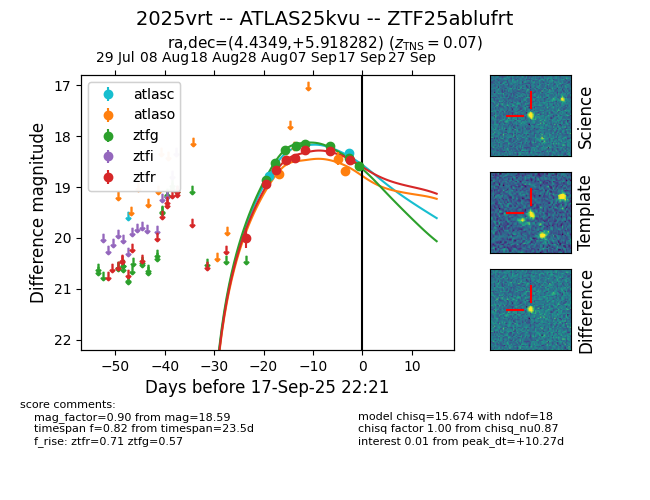 2025vrt -- ATLAS25kvu -- ZTF25ablufrt
ra,dec=(4.4349,+5.918282) (z_TNS = 0.07)
29 Jul 08 Aug 18 Aug 28 Aug 07 Sep 17 Sep 27 Sep
17
18
19
20
21
22
Difference magnitude
atlasc
atlaso
ztfg
ztfi
ztfr
−50 −40 −30 −20 −10 0 10
Days before 17-Sep-25 22:21
Science
Template
Difference
score comments:
mag_factor=0.90 from mag=18.59
timespan f=0.82 from timespan=23.5d
f_rise: ztfr=0.71 ztfg=0.57
model chisq=15.674 with ndof=18
chisq factor 1.00 from chisq_nu0.87
interest 0.01 from peak_dt=+10.27d